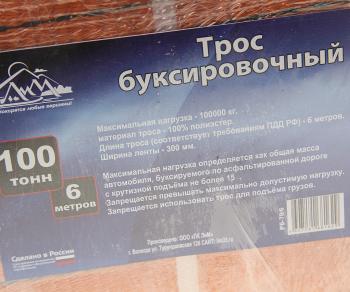 Трос
буксировочный
Максимальная нагрузка - 100000 кг.
материал троса - 100% полиэстер.
Длина троса (соответствует требованиям ПДД РФ) - 6 метров.
Ширина ленты - 300 мм.
100
тонн
6
метров
Максимальная нагрузка определяется как общая масса
автомобиля, буксируемого по асфальтированной дороге
с крутизной подъёма не более 15
Запрещается превышать максимально допустимую нагрузку.
Запрещается использовать трос для подъёма грузов.
Сделано в России
Произведено: ООО